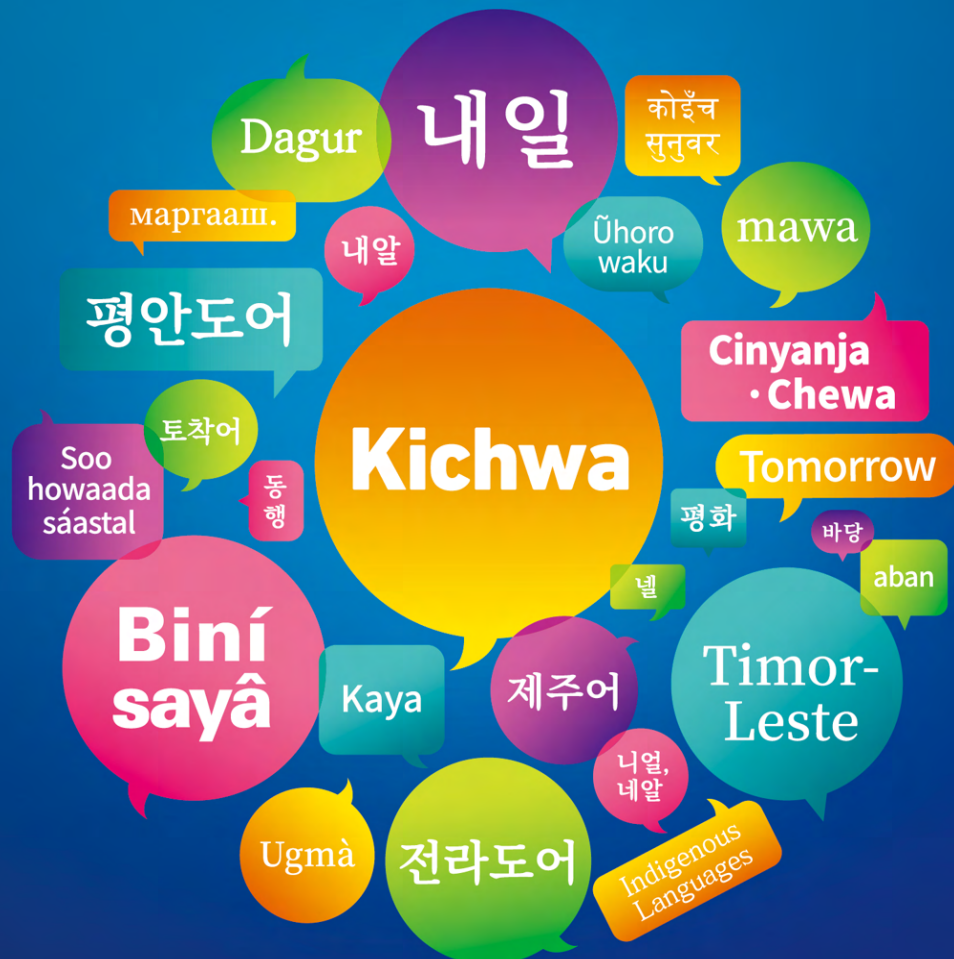 내일
Dagur
कोइँच
सुनुवर
маргааш.
내알
Ũhoro
waku
mawa
평안도어
Cinyanja
· Chewa
토착어
Kichwa
Tomorrow
Soo
howaada
sáastal
동
행
평화
바당
aban
녤
Biní
sayâ
Kaya
제주어
Timor-
Leste
니얼,
네알
Ugmà
전라도어
Indigenous
Languages